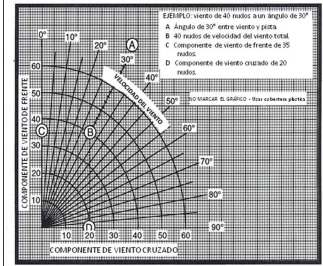 EJEMPLO: viento de 40 nudos a un ángulo de 30°
A Ángulo de 30° entre viento y pista.
B 40 nudos de velocidad del viento total.
C Componente de viento de frente de 35
nudos.
D Componente de viento cruzado de 20
nudos.
NO MARCAR EL GRÁFICO - Usar cobertura plástica
0°
10°
20°
A
30°
40°
50°
60°
70°
80°
90°
VELOCIDAD DEL VIENTO
COMPONENTE DE VIENTO DE FRENTE
60
50
40
C
B
30
20
10
D
10 20 30 40 50 60
COMPONENTE DE VIENTO CRUZADO